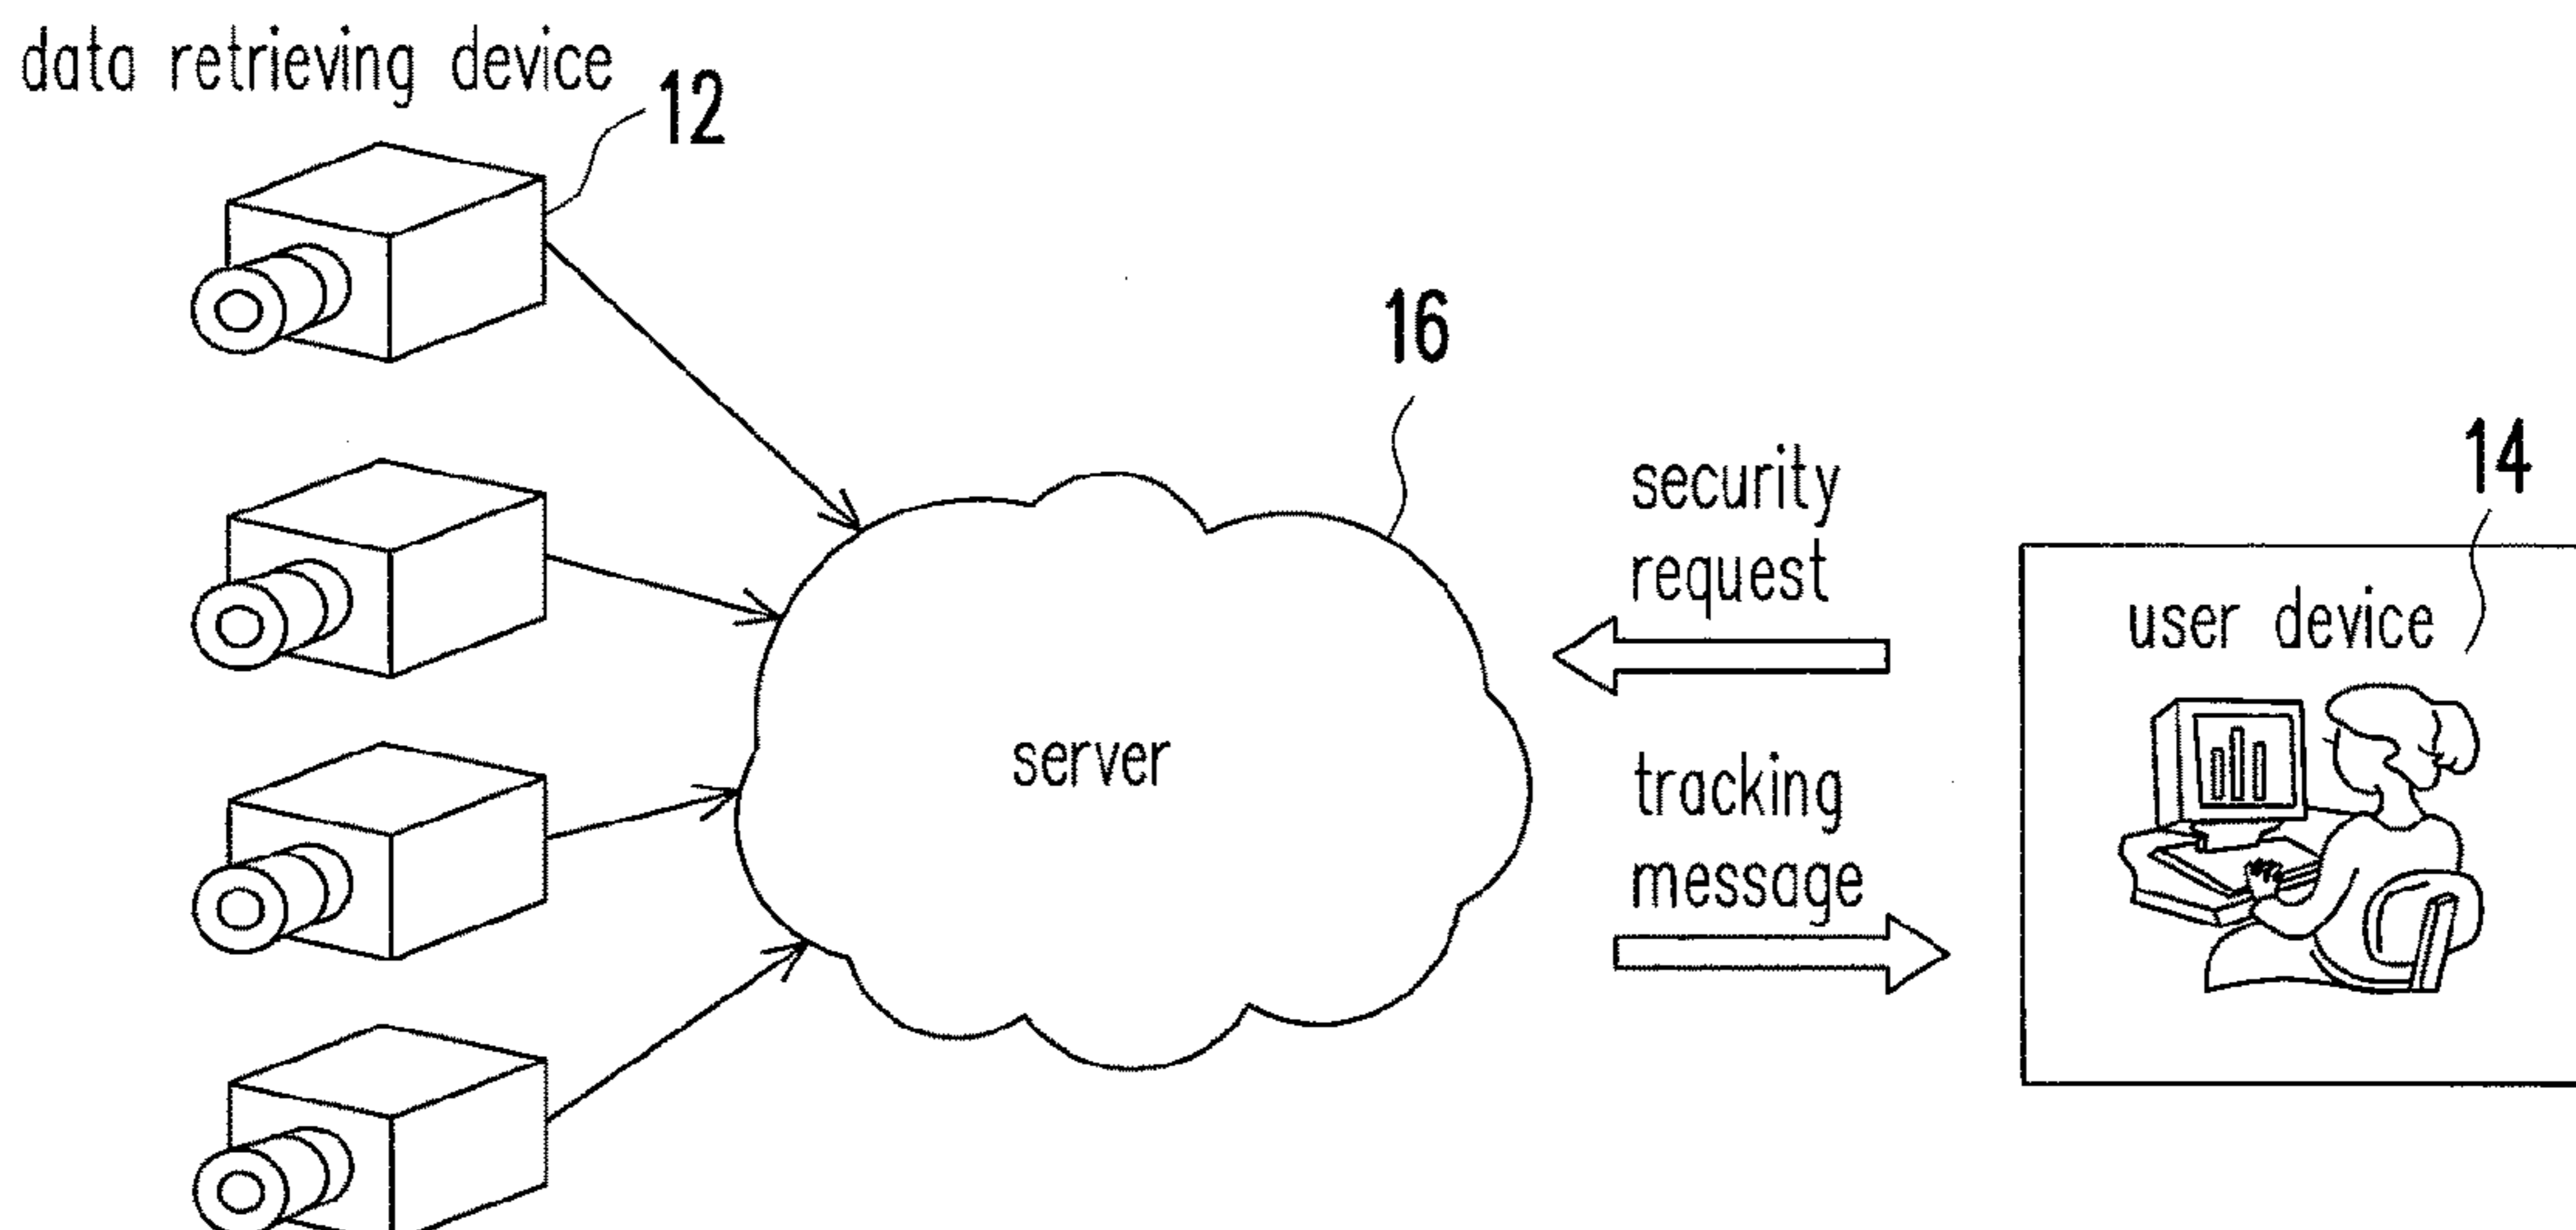 data retrieving device
12
16
security
request
14
user device
server
tracking
message